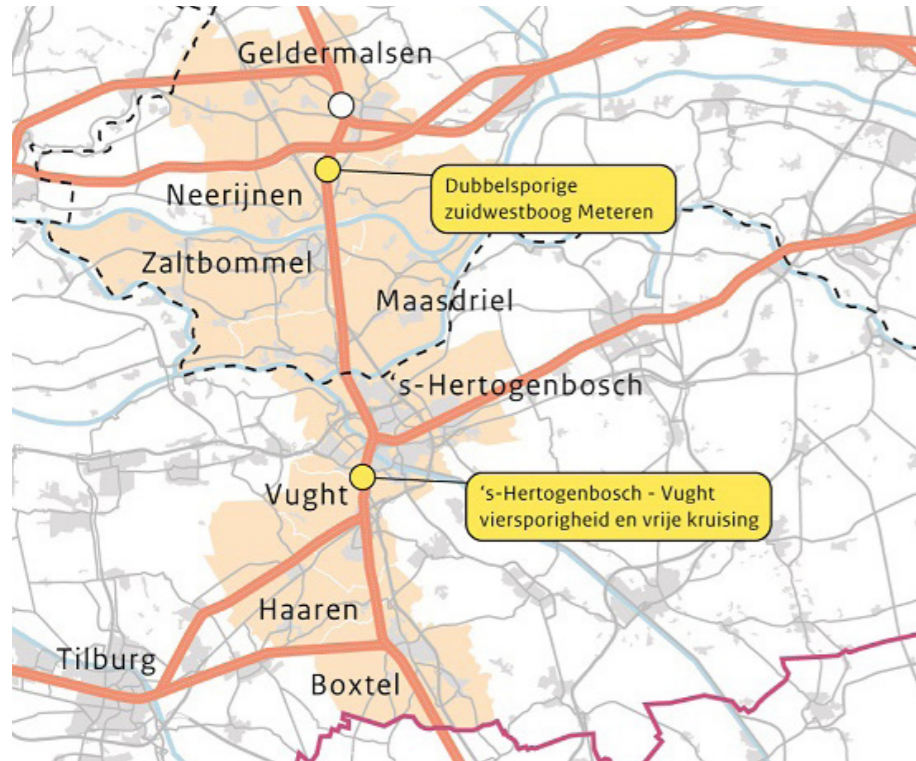 Geldermalsen
Dubbelsporige
zuidwestboog Meteren
Neerijnen
Zaltbommel
Maasdriel
‘s-Hertogenbosch
‘s-Hertogenbosch - Vught
viersporigheid en vrije kruising
Vught
Haaren
Tilburg
Boxtel